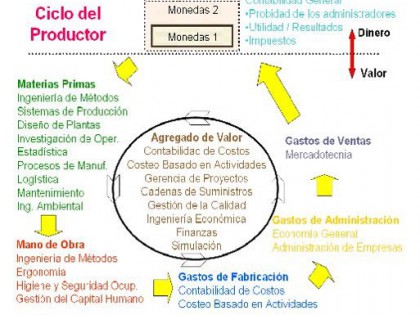 Ciclo del
Productor
Monedas 2
Monedas 1
Contabilidad General
•Probidad de los administradores
•Utilidad / Resultados
•Impuestos
Dinero
Valor
Materias Primas
Ingeniería de Métodos
Sistemas de Producción
Diseño de Plantas
Investigación de Oper.
Estadística
Procesos de Manuf.
Logística
Mantenimiento
Ing. Ambiental
Agregado de Valor
Contabilidad de Costos
Costeo Basado en Actividades
Gerencia de Proyectos
Cadenas de Suministros
Gestión de la Calidad
Ingeniería Económica
Finanzas
Simulación
Gastos de Ventas
Mercadotecnia
Gastos de Administración
Economía General
Administración de Empresas
Mano de Obra
Ingeniería de Métodos
Ergonomia
Higiene y Seguridad Ocup.
Gestión del Capital Humano
Gastos de Fabricación
Contabilidad de Costos
Costeo Basado en Actividades